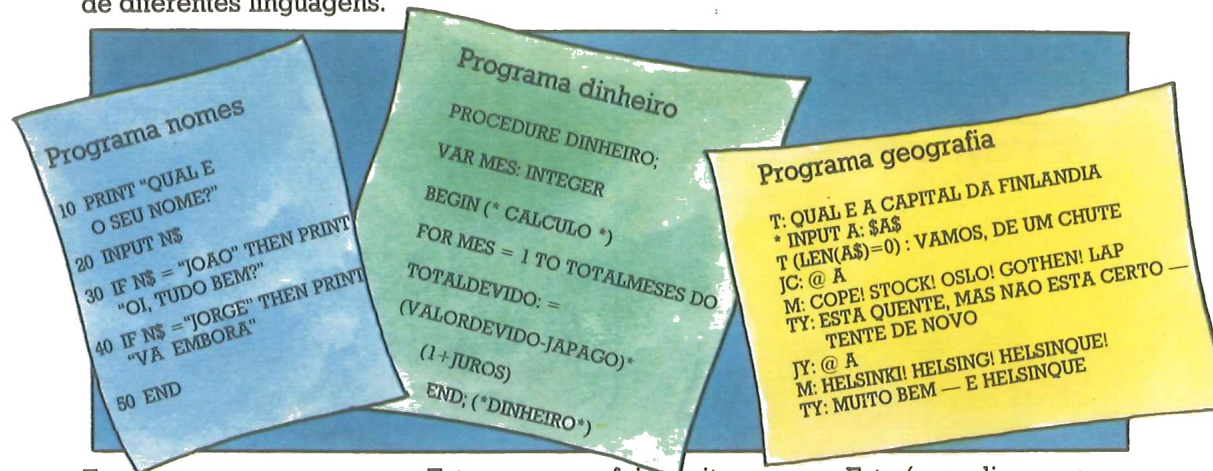 de diferentes linguagens.
Programa nomes
10 PRINT "QUAL E
O SEU NOME?"
20 INPUT N$
30 IF N$ = "JOAO" THEN PRINT
"OI, TUDO BEM?"
40 IF N$ = "JORGE" THEN PRINT
"VA EMBORA"
50 END
Programa dinheiro
PROCEDURE DINHEIRO;
VAR MES: INTEGER
BEGIN (* CALCULO *)
FOR MES = 1 TO TOTALMESES DO
TOTALDEVIDO: =
(VALORDEVIDO-JAPAGO)*
(1+JUROS)
END; (*DINHEIRO*)
Programa geografia
T: QUAL E A CAPITAL DA FINLANDIA
* INPUT A: $A$
T (LEN(A$)=0) : VAMOS, DE UM CHUTE
JC: @ A
M: COPE! STOCK! OSLO! GOTHEN! LAP
TY: ESTA QUENTE, MAS NAO ESTA CERTO —
TENTE DE NOVO
JY: @ A
M: HELSINKI! HELSING! HELSINQUE!
TY: MUITO BEM — E HELSINQUE